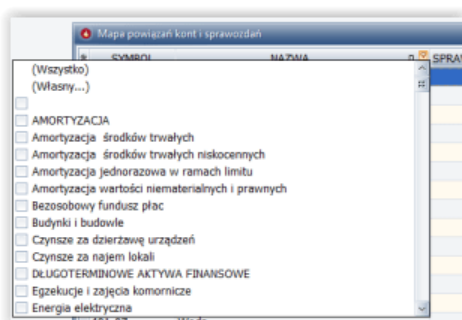 Mapa powiązań kont i sprawozdań
SYMBOL NAZWA SPRAW
(Wszystko)
(Własny...)
AMORTYZACJA
Amortyzacja środków trwałych
Amortyzacja środków trwałych niskocennych
Amortyzacja jednorazowa w ramach limitu
Amortyzacja wartości niematerialnych i prawnych
Bezosobowy fundusz płac
Budynki i budowle
Czynsze za dzierżawę urządzeń
Czynsze za najem lokali
DŁUGOTERMINOWE AKTYWA FINANSOWE
Egzekucje i zajęcia komornicze
Energia elektryczna